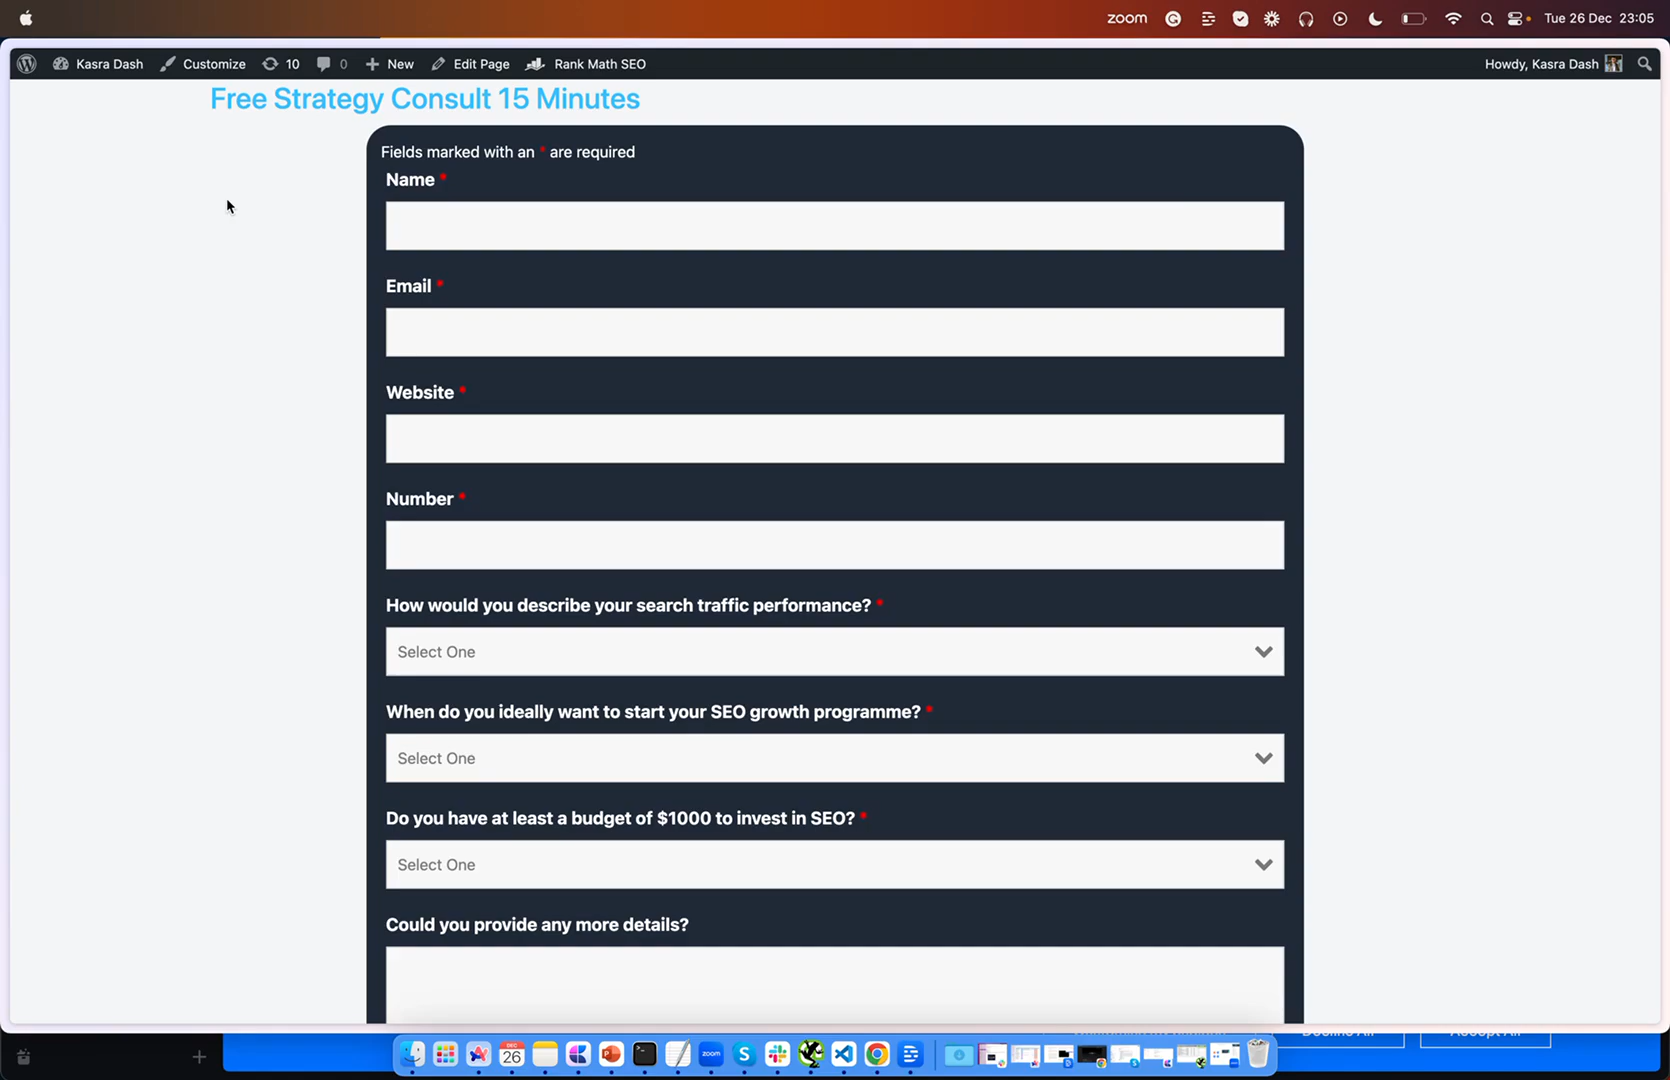 zoom
Tue 26 Dec 23:05
Kasra Dash
Customize
10
0
New
Edit Page
Rank Math SEO
Howdy, Kasra Dash
Free Strategy Consult 15 Minutes
Fields marked with an * are required
Name *
Email *
Website *
Number *
How would you describe your search traffic performance? *
Select One
When do you ideally want to start your SEO growth programme? *
Select One
Do you have at least a budget of $1000 to invest in SEO? *
Select One
Could you provide any more details?
DEC
26
zoom